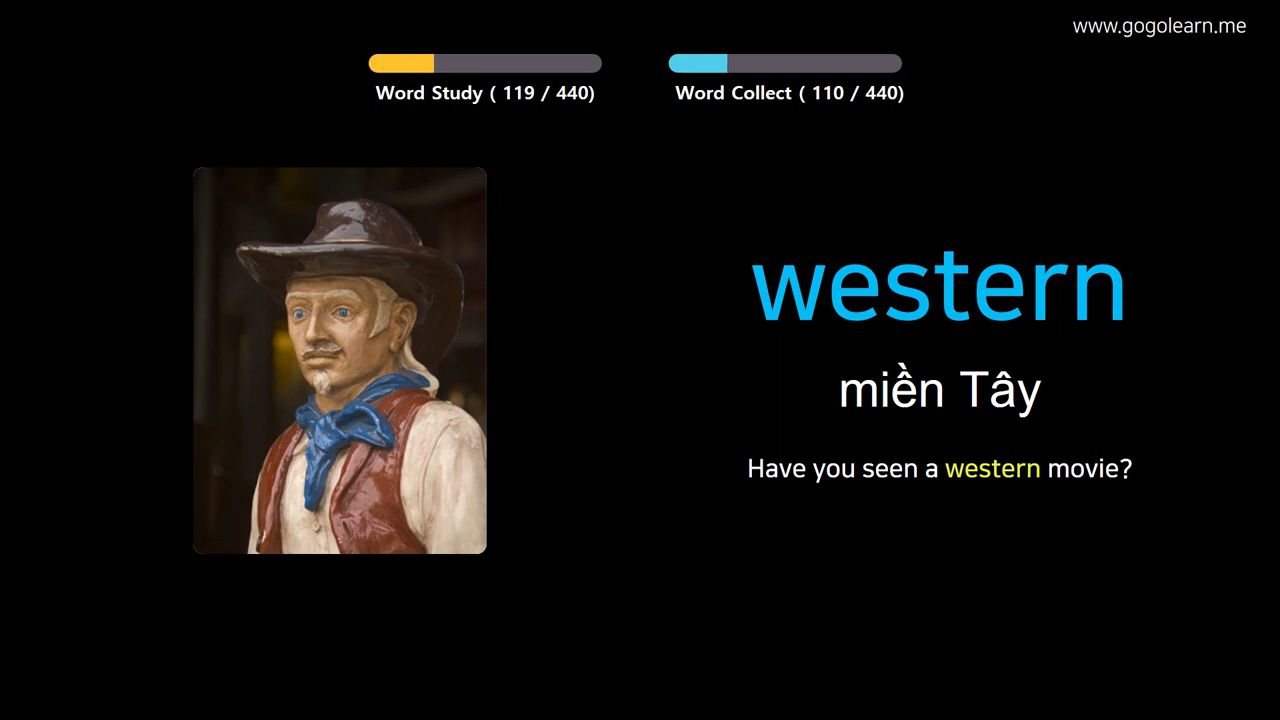 www.gogolearn.me
Word Study ( 119 / 440)
Word Collect ( 110 / 440)
western
miền Tây
Have you seen a western movie?